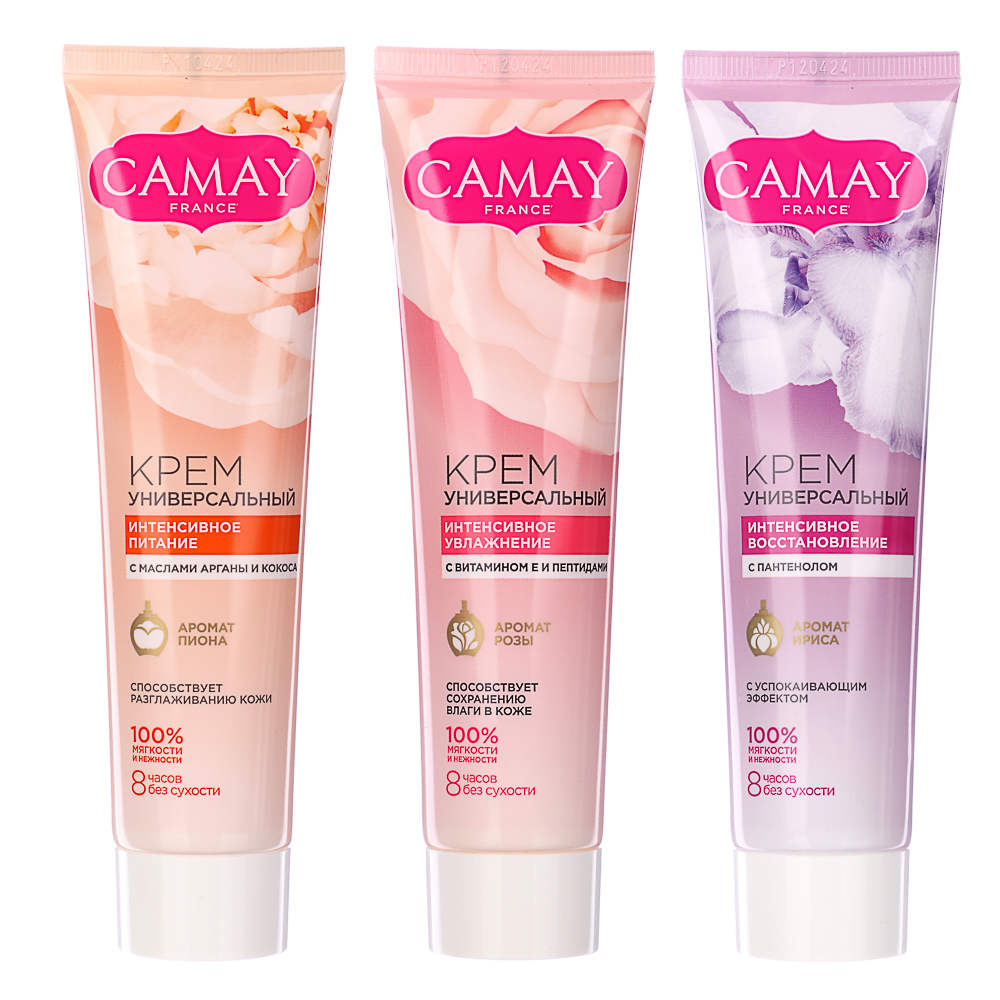 P10424
CAMAY
FRANCE
КРЕМ
УНИВЕРСАЛЬНЫЙ
ИНТЕНСИВНОЕ
ПИТАНИЕ
С МАСЛАМИ АРГАНЫ И КОКОСА
АРОМАТ
ПИОНА
СПОСОБСТВУЕТ
РАЗГЛАЖИВАНИЮ КОЖИ
100%
МЯГКОСТИ
И НЕЖНОСТИ
8 часов
без сухости
P120424
CAMAY
FRANCE
КРЕМ
УНИВЕРСАЛЬНЫЙ
ИНТЕНСИВНОЕ
УВЛАЖНЕНИЕ
С ВИТАМИНОМ Е И ПЕПТИДАМИ
АРОМАТ
РОЗЫ
СПОСОБСТВУЕТ
СОХРАНЕНИЮ
ВЛАГИ В КОЖЕ
100%
МЯГКОСТИ
И НЕЖНОСТИ
8 часов
без сухости
P120424
CAMAY
FRANCE
КРЕМ
УНИВЕРСАЛЬНЫЙ
ИНТЕНСИВНОЕ
ВОССТАНОВЛЕНИЕ
С ПАНТЕНОЛОМ
АРОМАТ
ИРИСА
С УСПОКАИВАЮЩИМ
ЭФФЕКТОМ
100%
МЯГКОСТИ
И НЕЖНОСТИ
8 часов
без сухости